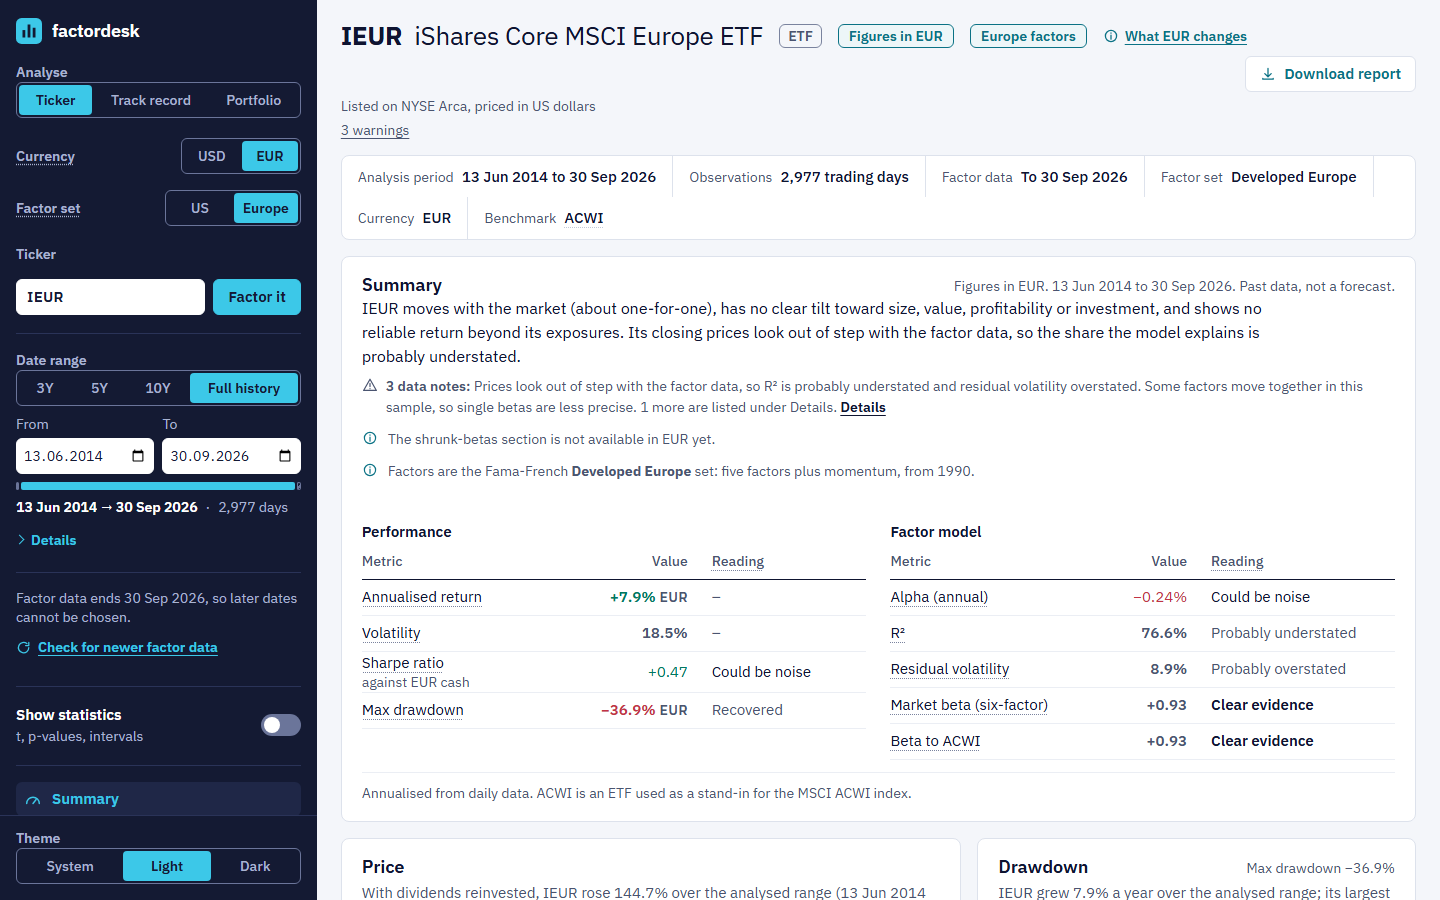 factordesk
Analyse
Ticker Track record Portfolio
Currency USD EUR
Factor set US Europe
Ticker
IEUR Factor it
Date range
3Y 5Y 10Y Full history
From To
13.06.2014 30.09.2026
13 Jun 2014 → 30 Sep 2026 · 2,977 days
Details
Factor data ends 30 Sep 2026, so later dates
cannot be chosen.
Check for newer factor data
Show statistics
t, p-values, intervals
Summary
Theme
System Light Dark
IEUR iShares Core MSCI Europe ETF ETF Figures in EUR Europe factors What EUR changes
Download report
Listed on NYSE Arca, priced in US dollars
3 warnings
Analysis period 13 Jun 2014 to 30 Sep 2026 Observations 2,977 trading days Factor data To 30 Sep 2026 Factor set Developed Europe
Currency EUR Benchmark ACWI
Summary Figures in EUR. 13 Jun 2014 to 30 Sep 2026. Past data, not a forecast.
IEUR moves with the market (about one-for-one), has no clear tilt toward size, value, profitability or investment, and shows no
reliable return beyond its exposures. Its closing prices look out of step with the factor data, so the share the model explains is
probably understated.
3 data notes: Prices look out of step with the factor data, so R² is probably understated and residual volatility overstated. Some factors move together in this
sample, so single betas are less precise. 1 more are listed under Details. Details
The shrunk-betas section is not available in EUR yet.
Factors are the Fama-French Developed Europe set: five factors plus momentum, from 1990.
Performance
Metric Value Reading
Annualised return +7.9% EUR –
Volatility 18.5% –
Sharpe ratio +0.47 Could be noise
against EUR cash
Max drawdown −36.9% EUR Recovered
Factor model
Metric Value Reading
Alpha (annual) −0.24% Could be noise
R² 76.6% Probably understated
Residual volatility 8.9% Probably overstated
Market beta (six-factor) +0.93 Clear evidence
Beta to ACWI +0.93 Clear evidence
Annualised from daily data. ACWI is an ETF used as a stand-in for the MSCI ACWI index.
Price
With dividends reinvested, IEUR rose 144.7% over the analysed range (13 Jun 2014
Drawdown Max drawdown −36.9%
IEUR grew 7.9% a year over the analysed range; its largest